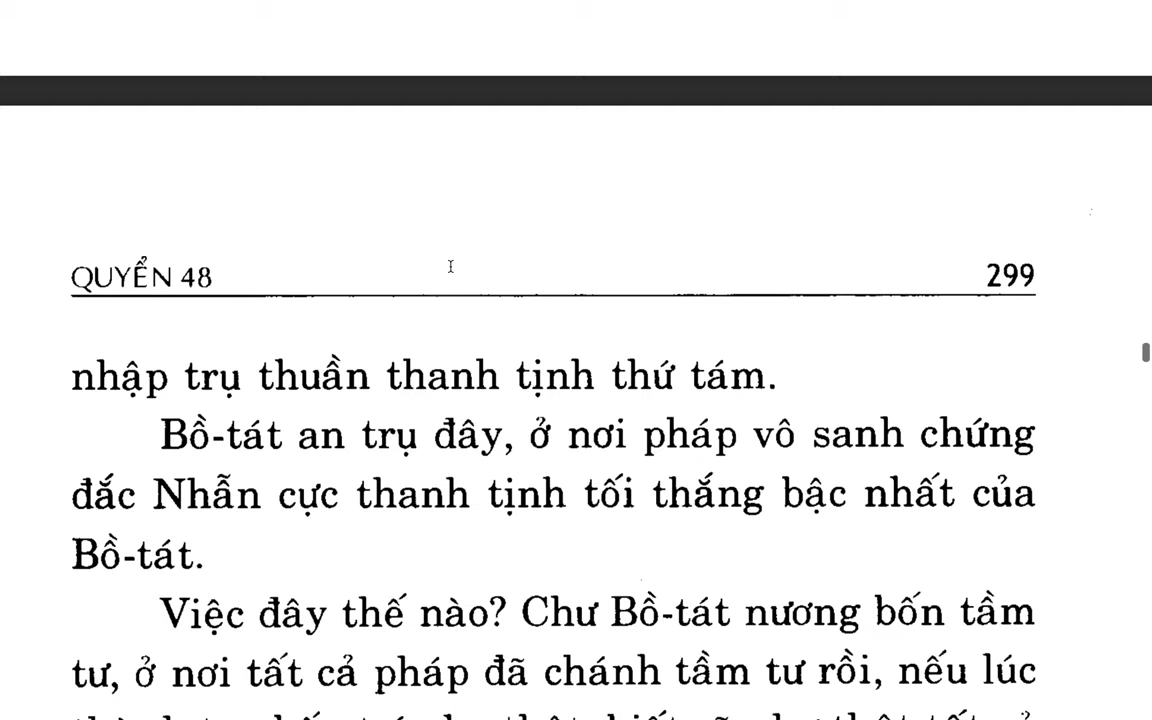 QUYỂN 48 299
nhập trụ thuần thanh tịnh thứ tám.
Bồ-tát an trụ đây, ở nơi pháp vô sanh chứng
đắc Nhẫn cực thanh tịnh tối thắng bậc nhất của
Bồ-tát.
Việc đây thế nào? Chư Bồ-tát nương bốn tầm
tư, ở nơi tất cả pháp đã chánh tầm tư rồi, nếu lúc